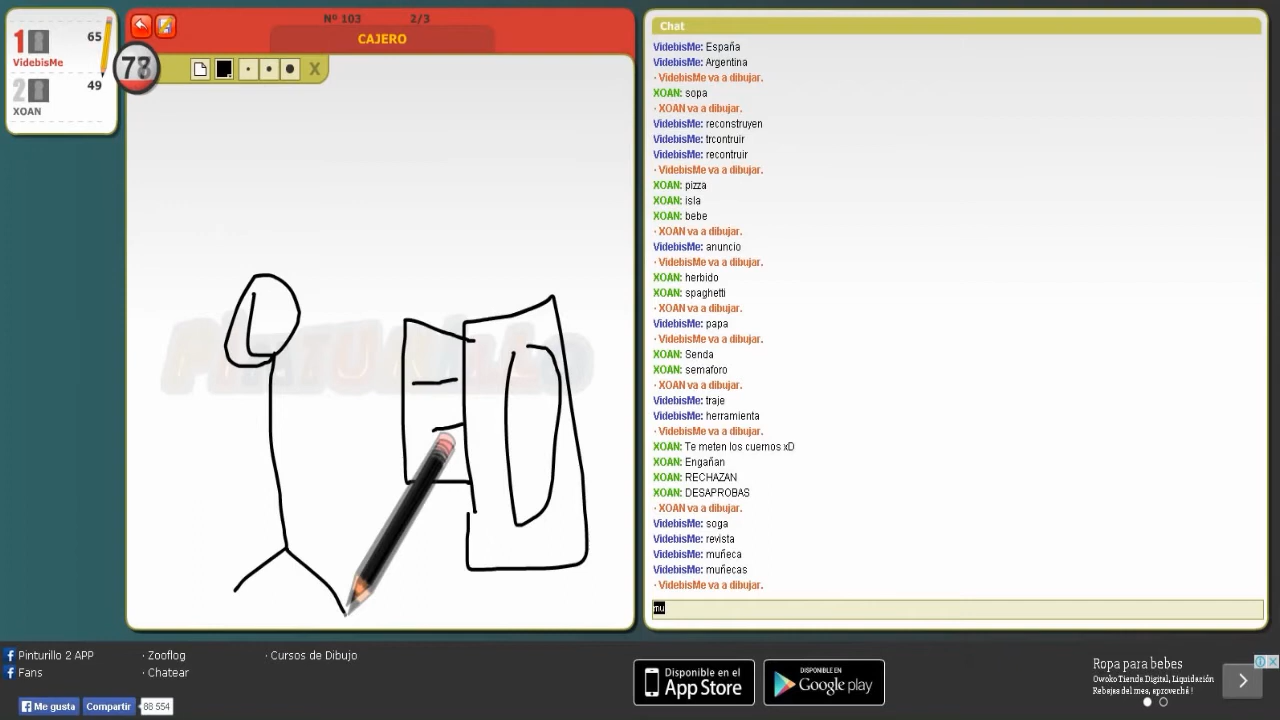 1 65
VidebisMe
2 49
XOAN
Nº 103 2/3
CAJERO
X
PINTURILLO
Chat
VidebisMe: España
VidebisMe: Argentina
· VidebisMe va a dibujar.
XOAN: sopa
· XOAN va a dibujar.
VidebisMe: reconstruyen
VidebisMe: trcontruir
VidebisMe: recontruir
· VidebisMe va a dibujar.
XOAN: pizza
XOAN: isla
XOAN: bebe
· XOAN va a dibujar.
VidebisMe: anuncio
· VidebisMe va a dibujar.
XOAN: herbido
XOAN: spaghetti
· XOAN va a dibujar.
VidebisMe: papa
· VidebisMe va a dibujar.
XOAN: Senda
XOAN: semaforo
· XOAN va a dibujar.
VidebisMe: traje
VidebisMe: herramienta
· VidebisMe va a dibujar.
XOAN: Te meten los cuernos xD
XOAN: Engañan
XOAN: RECHAZAN
XOAN: DESAPROBAS
· XOAN va a dibujar.
VidebisMe: soga
VidebisMe: revista
VidebisMe: muñeca
VidebisMe: muñecas
· VidebisMe va a dibujar.
mu
Pinturillo 2 APP · Zooflog · Cursos de Dibujo
Fans · Chatear
Me gusta Compartir 88 554
Disponible en el
App Store
DISPONIBLE EN
Google play
Ropa para bebes
Owoko Tienda Digital, Liquidación
Rebajas del mes, aproveché !